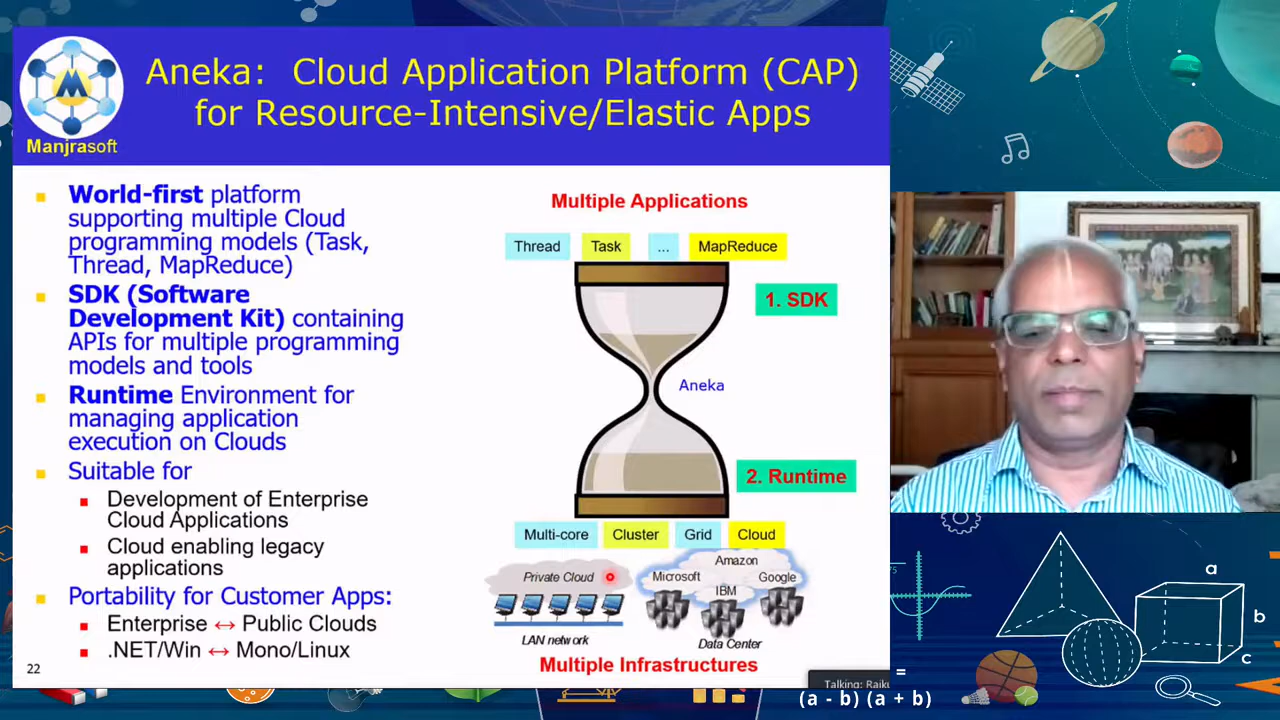 Aneka: Cloud Application Platform (CAP)
for Resource-Intensive/Elastic Apps
Manjrasoft
World-first platform
supporting multiple Cloud
programming models (Task,
Thread, MapReduce)
SDK (Software
Development Kit) containing
APIs for multiple programming
models and tools
Runtime Environment for
managing application
execution on Clouds
Suitable for
Development of Enterprise
Cloud Applications
Cloud enabling legacy
applications
Portability for Customer Apps:
Enterprise ↔ Public Clouds
.NET/Win ↔ Mono/Linux
22
Multiple Applications
Thread Task ... MapReduce
1. SDK
Aneka
2. Runtime
Multi-core Cluster Grid Cloud
Private Cloud
Amazon
Microsoft Google
IBM
LAN network
Data Center
Multiple Infrastructures
Talking:
=
(a - b) (a + b)
a
b
c